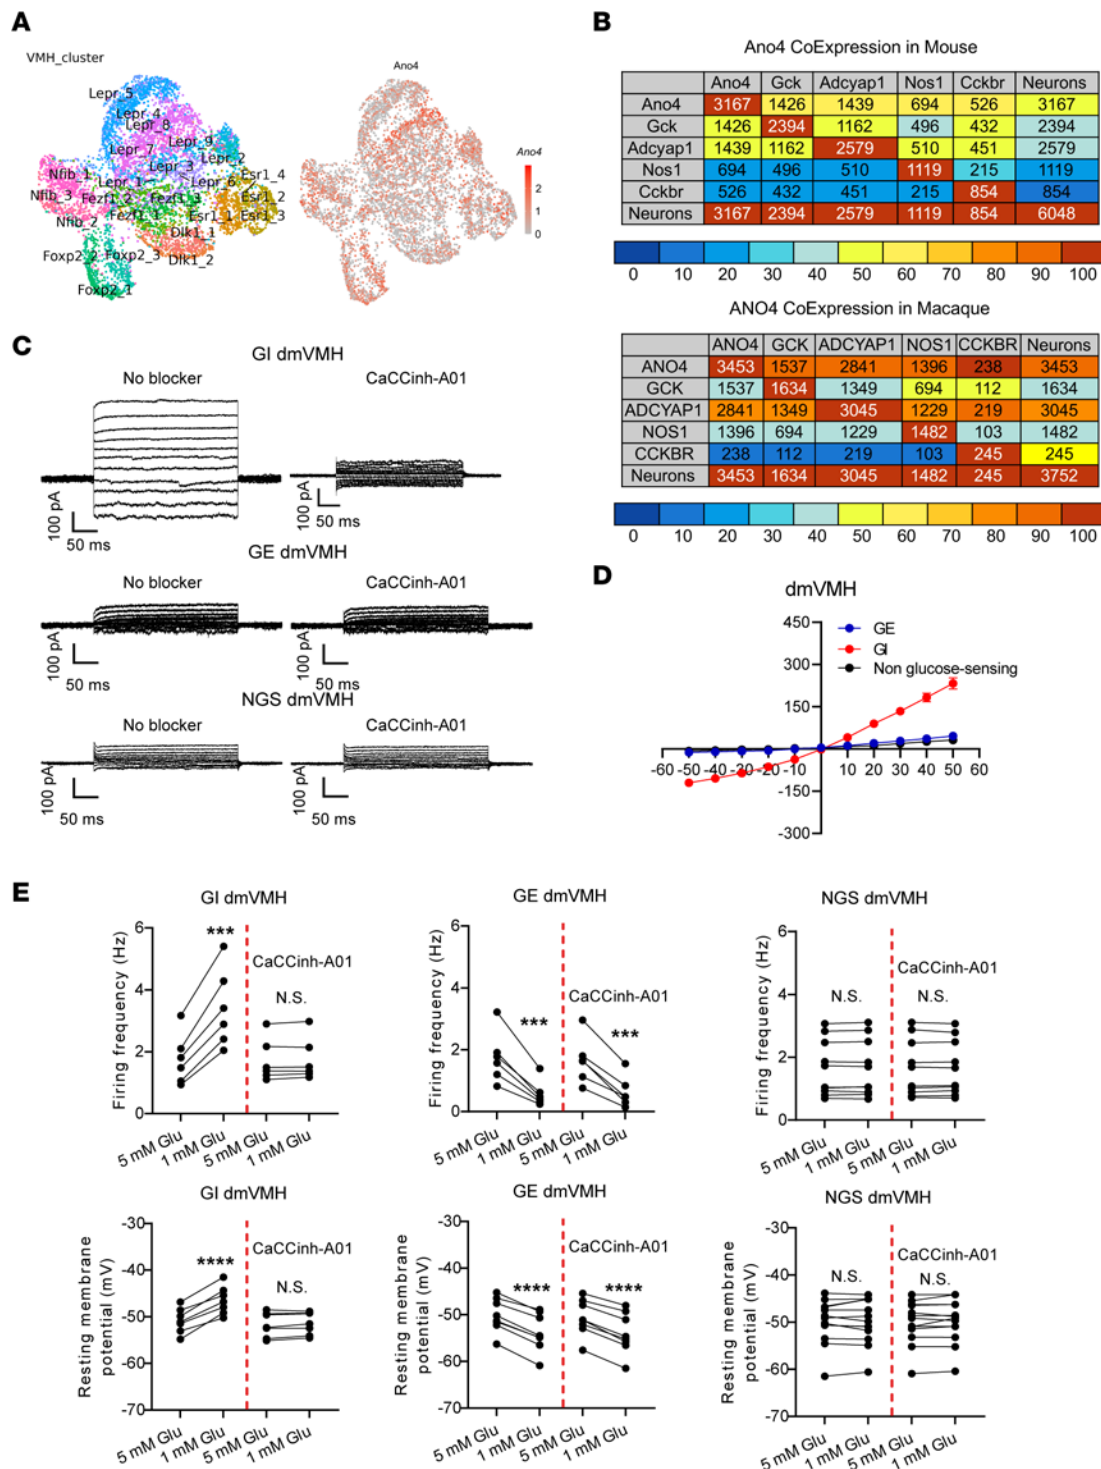 A
VMH_cluster
Lepr_5
Lepr_4
Lepr_8
Lepr_7
Lepr_9
Lepr_2
Lepr_3
Nfib_1
Lepr_1
Lepr_6
Esr1_4
Nfib_3
Fezf1_2
Fezf1_3
Esr1_2
Nfib_2
Fezf1_1
Esr1_1
Esr1_3
Dlk1_1
Foxp2_2
Foxp2_3
Dlk1_2
Foxp2_1
Ano4
Ano4
2
1
0
B
Ano4 CoExpression in Mouse
Ano4 Gck Adcyap1 Nos1 Cckbr Neurons
Ano4 3167 1426 1439 694 526 3167
Gck 1426 2394 1162 496 432 2394
Adcyap1 1439 1162 2579 510 451 2579
Nos1 694 496 510 1119 215 1119
Cckbr 526 432 451 215 854 854
Neurons 3167 2394 2579 1119 854 6048
0 10 20 30 40 50 60 70 80 90 100
ANO4 CoExpression in Macaque
ANO4 GCK ADCYAP1 NOS1 CCKBR Neurons
ANO4 3453 1537 2841 1396 238 3453
GCK 1537 1634 1349 694 112 1634
ADCYAP1 2841 1349 3045 1229 219 3045
NOS1 1396 694 1229 1482 103 1482
CCKBR 238 112 219 103 245 245
Neurons 3453 1634 3045 1482 245 3752
0 10 20 30 40 50 60 70 80 90 100
C
GI dmVMH
No blocker CaCCinh-A01
100 pA
50 ms
100 pA
50 ms
GE dmVMH
No blocker CaCCinh-A01
100 pA
50 ms
100 pA
50 ms
NGS dmVMH
No blocker CaCCinh-A01
100 pA
50 ms
100 pA
50 ms
D
dmVMH
450
300
150
-150
-300
-60 -50 -40 -30 -20 -10 10 20 30 40 50 60
GE
GI
Non glucose-sensing
E
GI dmVMH
Firing frequency (Hz)
6
4
2
0
***
CaCCinh-A01
N.S.
5 mM Glu 1 mM Glu 5 mM Glu 1 mM Glu
GE dmVMH
Firing frequency (Hz)
6
4
2
0
***
CaCCinh-A01
***
5 mM Glu 1 mM Glu 5 mM Glu 1 mM Glu
NGS dmVMH
Firing frequency (Hz)
6
4
2
0
N.S.
CaCCinh-A01
N.S.
5 mM Glu 1 mM Glu 5 mM Glu 1 mM Glu
GI dmVMH
Resting membrane
potential (mV)
-30
-40
-50
-60
-70
****
CaCCinh-A01
N.S.
5 mM Glu 1 mM Glu 5 mM Glu 1 mM Glu
GE dmVMH
Resting membrane
potential (mV)
-30
-40
-50
-60
-70
****
CaCCinh-A01
****
5 mM Glu 1 mM Glu 5 mM Glu 1 mM Glu
NGS dmVMH
Resting membrane
potential (mV)
-30
-40
-50
-60
-70
N.S.
CaCCinh-A01
N.S.
5 mM Glu 1 mM Glu 5 mM Glu 1 mM Glu